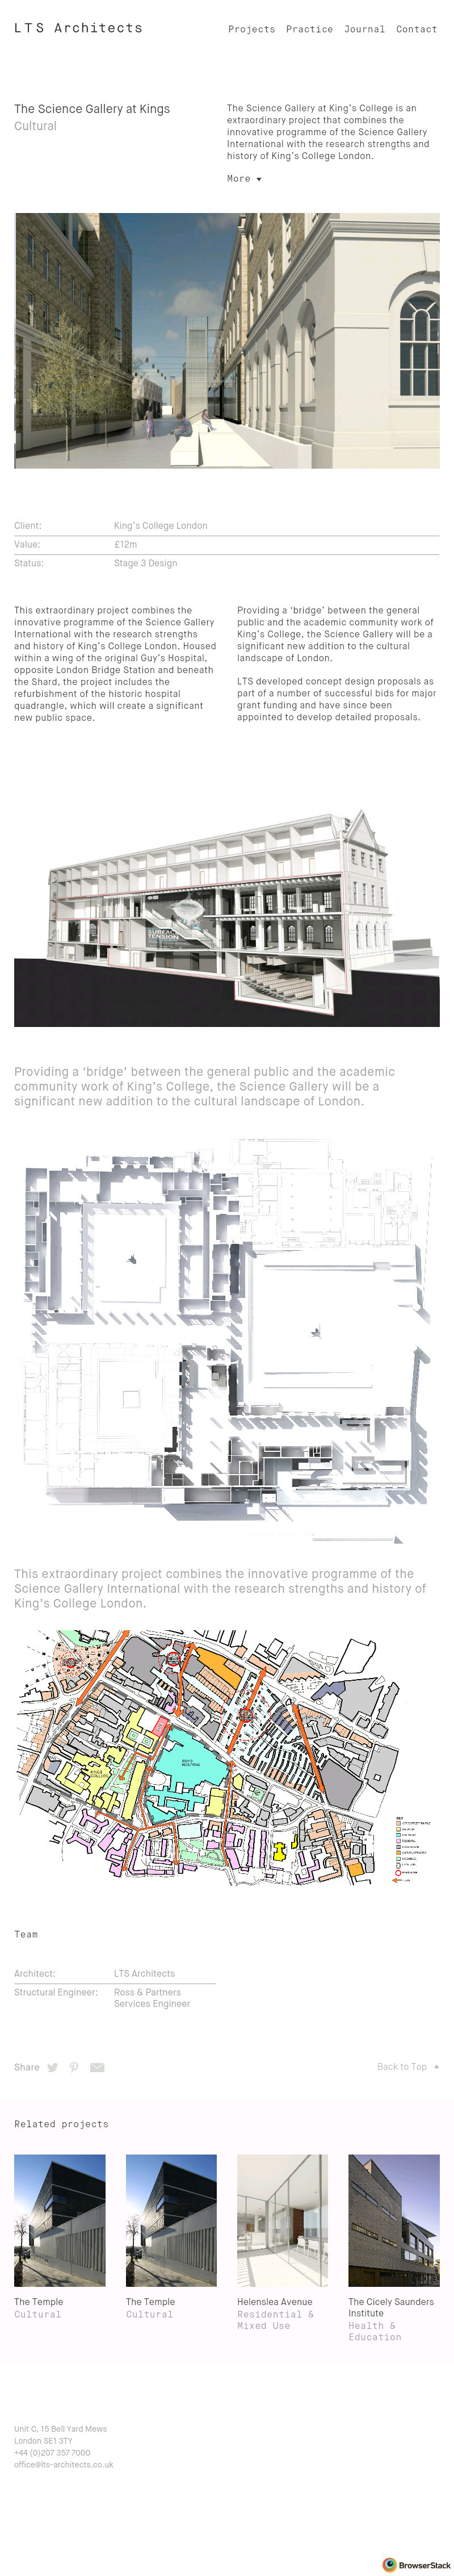 LTS Architects
Projects Practice Journal Contact
The Science Gallery at Kings
Cultural
The Science Gallery at King's College is an
extraordinary project that combines the
innovative programme of the Science Gallery
International with the research strengths and
history of King's College London.
More
Client: King's College London
Value: £12m
Status: Stage 3 Design
This extraordinary project combines the
innovative programme of the Science Gallery
International with the research strengths
and history of King's College London. Housed
within a wing of the original Guy's Hospital,
opposite London Bridge Station and beneath
the Shard, the project includes the
refurbishment of the historic hospital
quadrangle, which will create a significant
new public space.
Providing a ‘bridge’ between the general
public and the academic community work of
King's College, the Science Gallery will be a
significant new addition to the cultural
landscape of London.
LTS developed concept design proposals as
part of a number of successful bids for major
grant funding and have since been
appointed to develop detailed proposals.
SURFACE
TENSION
Providing a ‘bridge’ between the general public and the academic
community work of King's College, the Science Gallery will be a
significant new addition to the cultural landscape of London.
This extraordinary project combines the innovative programme of the
Science Gallery International with the research strengths and history of
King's College London.
Team
Architect: LTS Architects
Structural Engineer: Ross & Partners
Services Engineer
Share
Back to Top
Related projects
The Temple
Cultural
The Temple
Cultural
Helenslea Avenue
Residential &
Mixed Use
The Cicely Saunders
Institute
Health &
Education
Unit C, 15 Bell Yard Mews
London SE1 3TY
+44 (0)207 357 7000
office@lts-architects.co.uk
BrowserStack